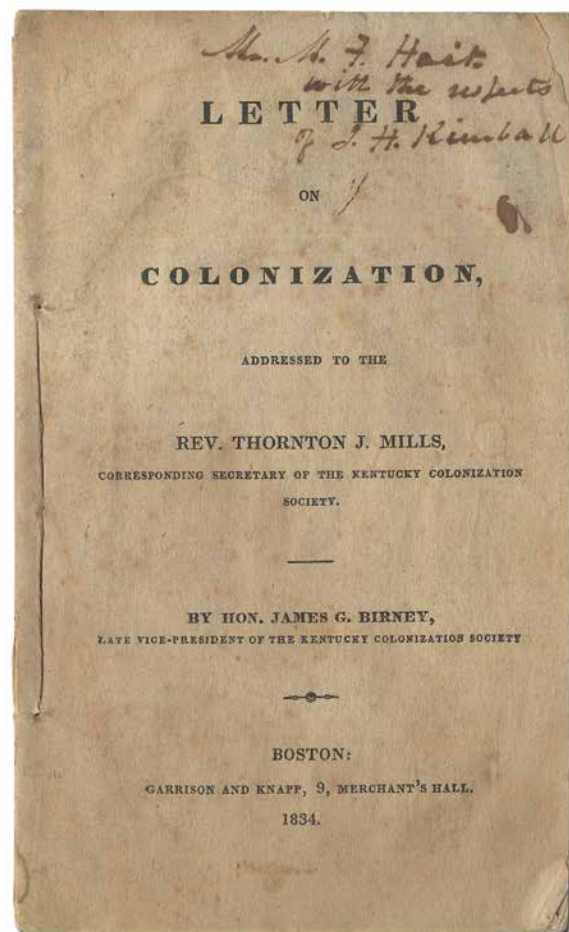 Mr. M. F. Hoit
with the respects
LETTER
of J. H. Kimball
ON
COLONIZATION,
ADDRESSED TO THE
REV. THORNTON J. MILLS,
CORRESPONDING SECRETARY OF THE KENTUCKY COLONIZATION
SOCIETY.
BY HON. JAMES G. BIRNEY,
LATE VICE-PRESIDENT OF THE KENTUCKY COLONIZATION SOCIETY
BOSTON:
GARRISON AND KNAPP, 9, MERCHANT'S HALL.
1834.